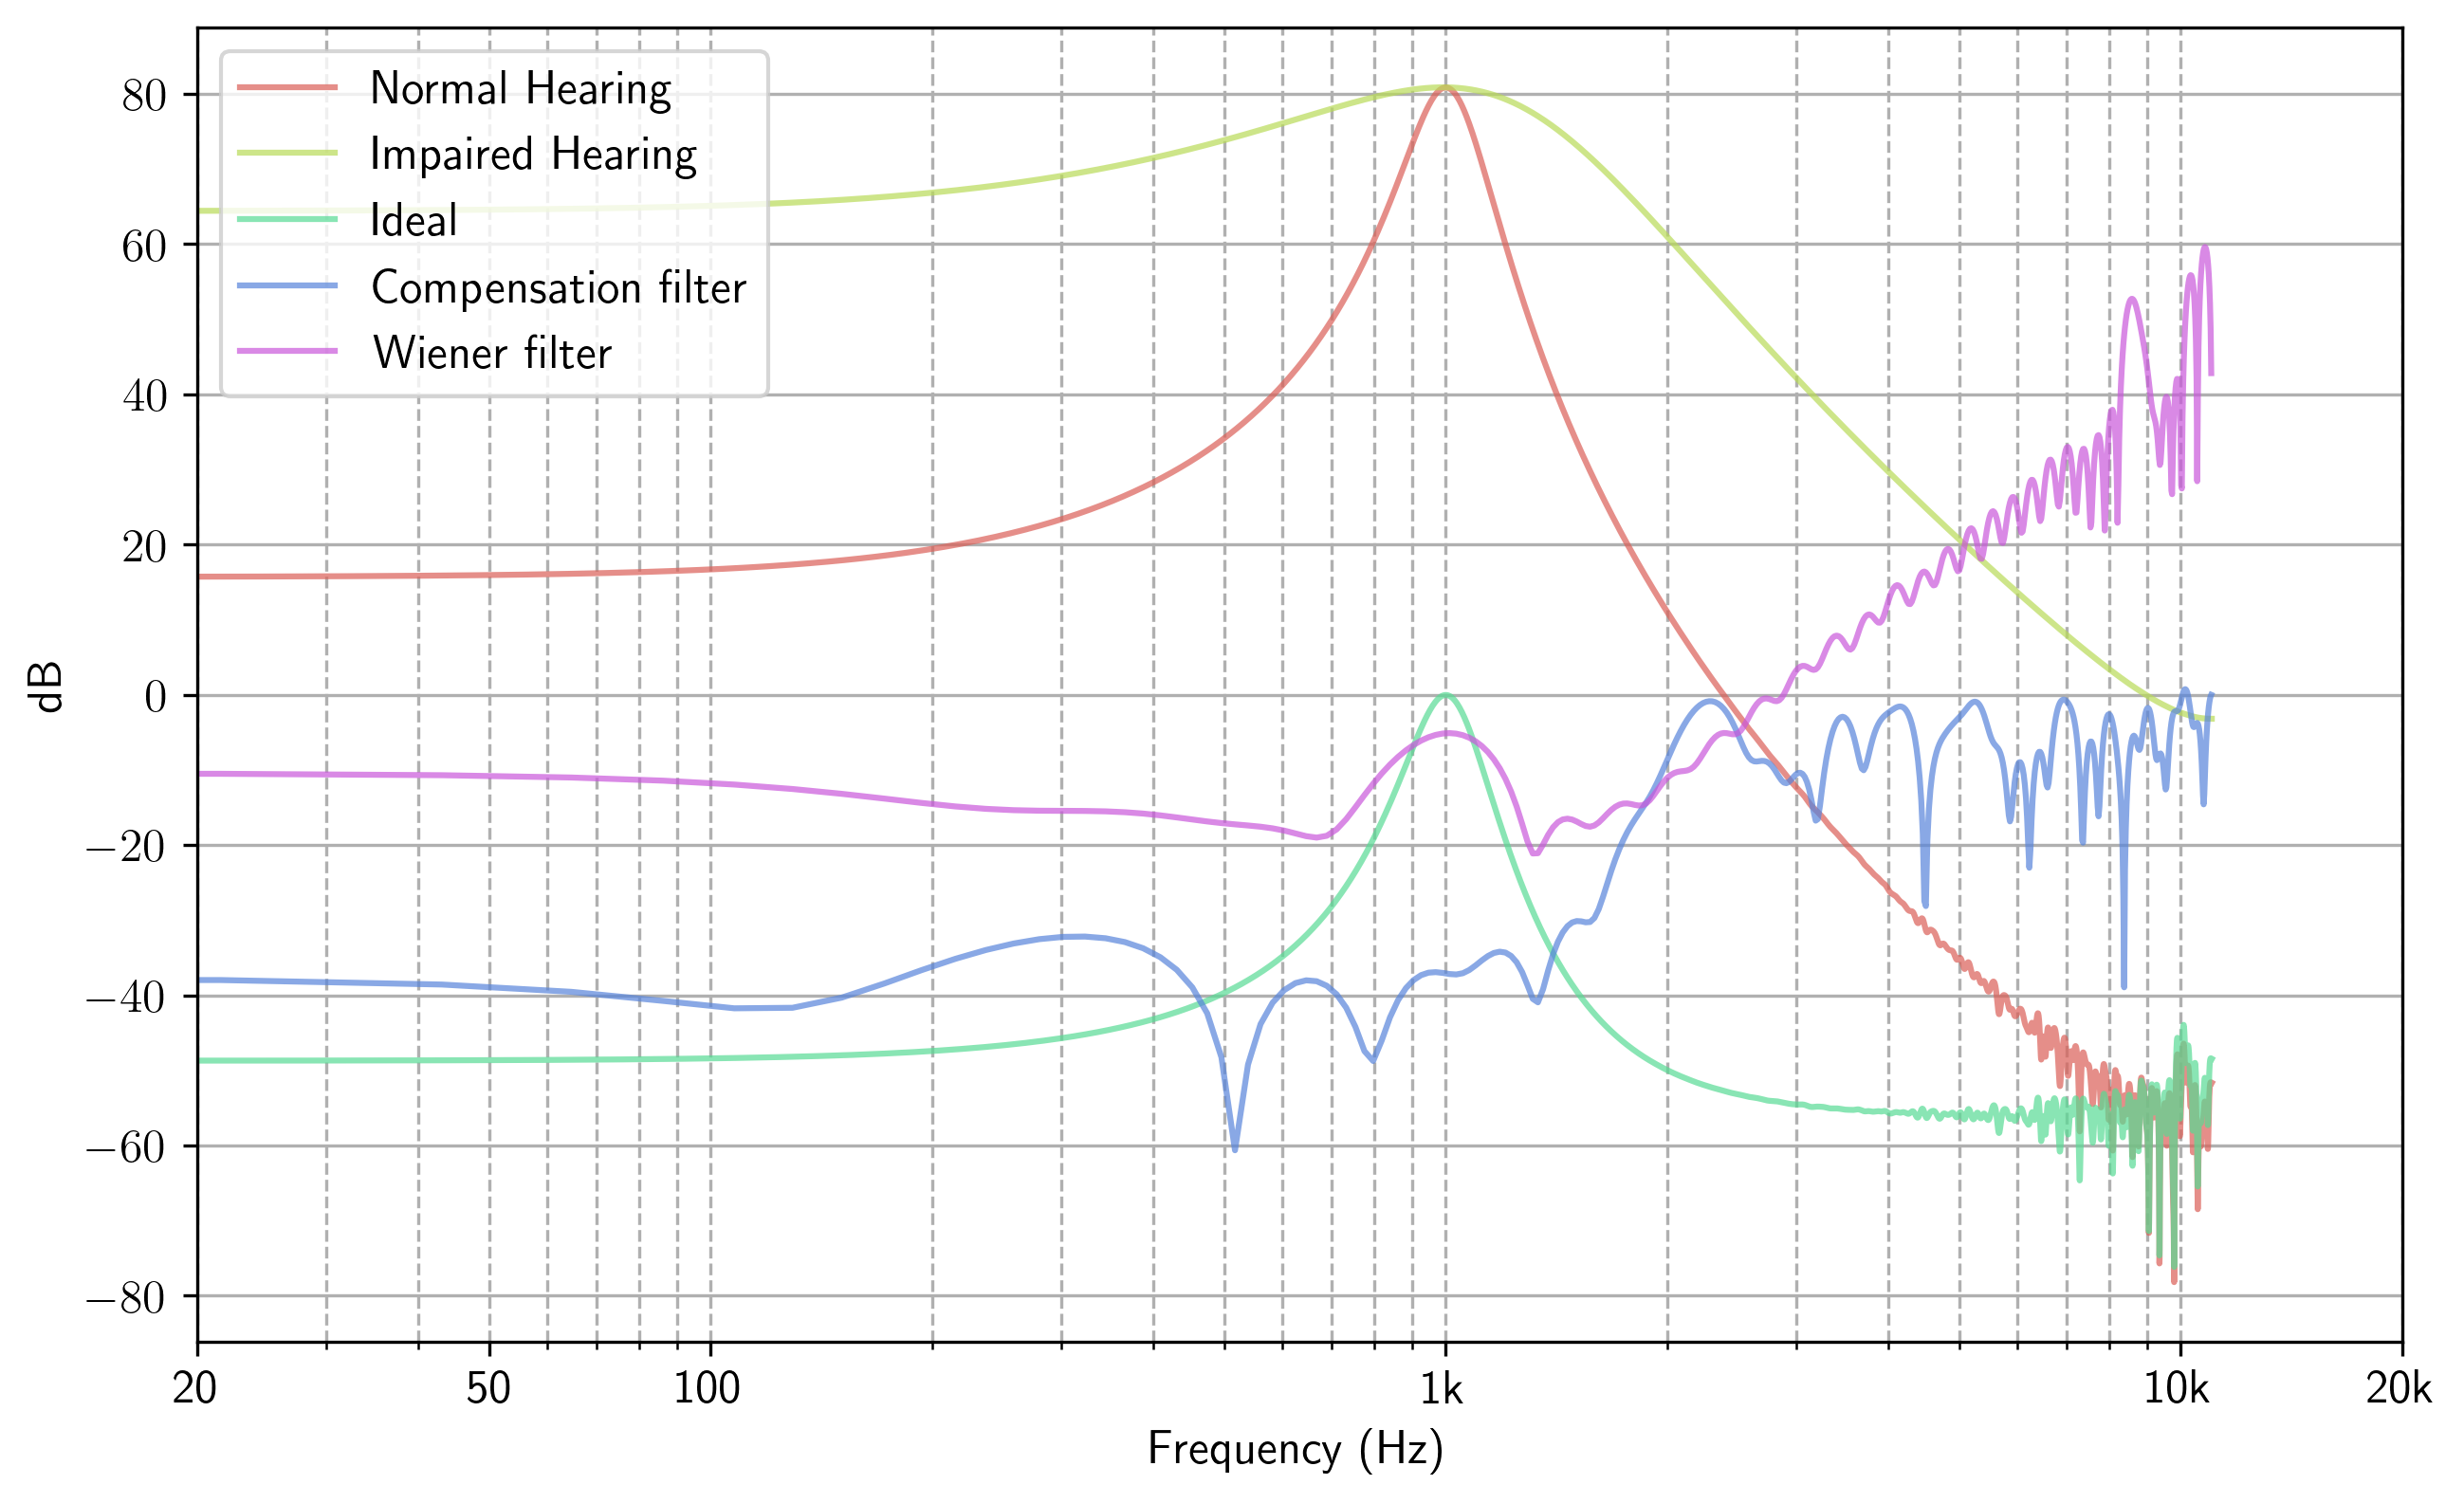 Normal Hearing
Impaired Hearing
Ideal
Compensation filter
Wiener filter
80
60
40
20
0
−20
−40
−60
−80
dB
20
50
100
1k
10k
20k
Frequency (Hz)